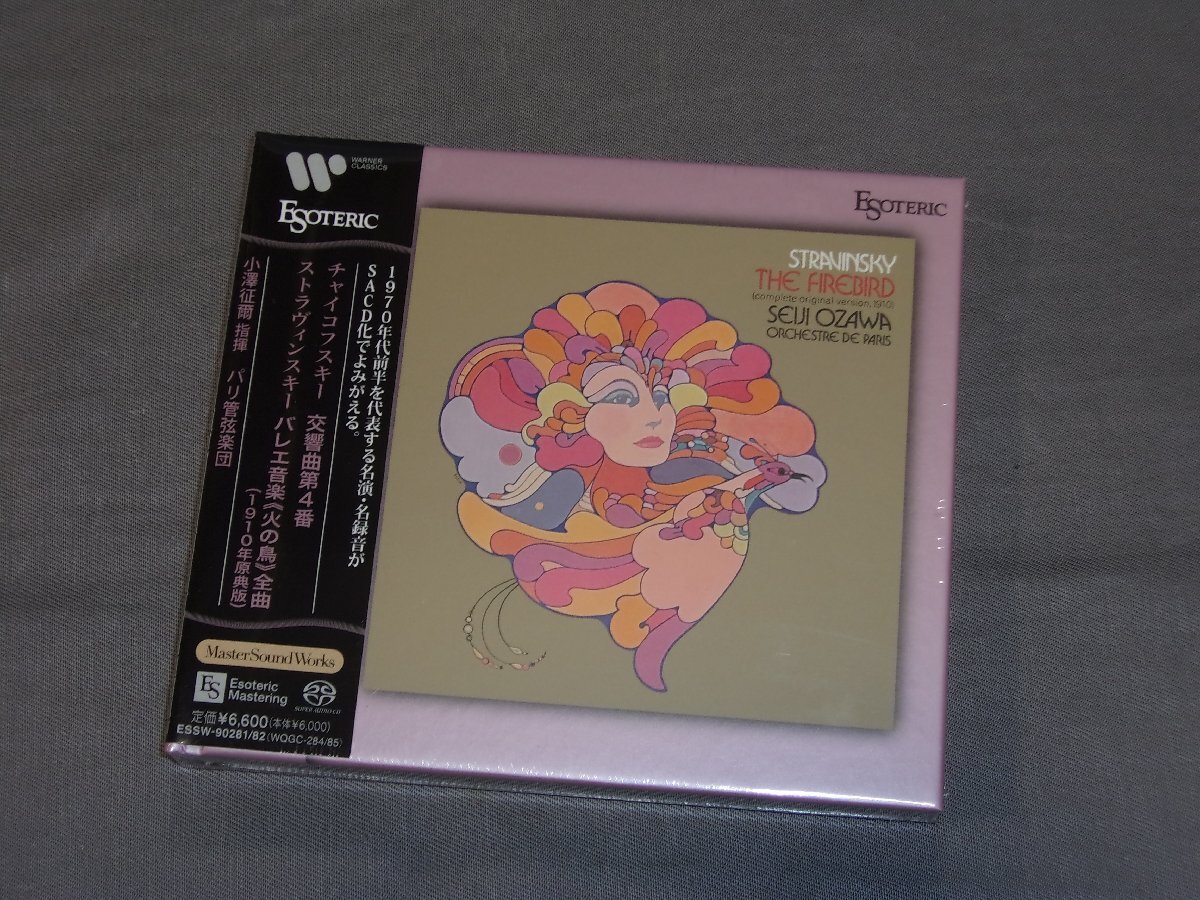 WARNER
CLASSICS
ESOTERIC
1970年代前半を代表する名演・名録音が
SACD化でよみがえる。
チャイコフスキー 交響曲第4番
ストラヴィンスキー バレエ音楽《火の鳥》全曲
(1910年原典版)
小澤征爾 指揮 パリ管弦楽団
MasterSoundWorks
ES
Esoteric
Mastering
SUPER AUDIO CD
定価¥6,600(本体¥6,000)
ESSW-90281/82(WQGC-284/85)
ESOTERIC
STRAVINSKY
THE FIREBIRD
(complete original version, 1910)
SEIJI OZAWA
ORCHESTRE DE PARIS